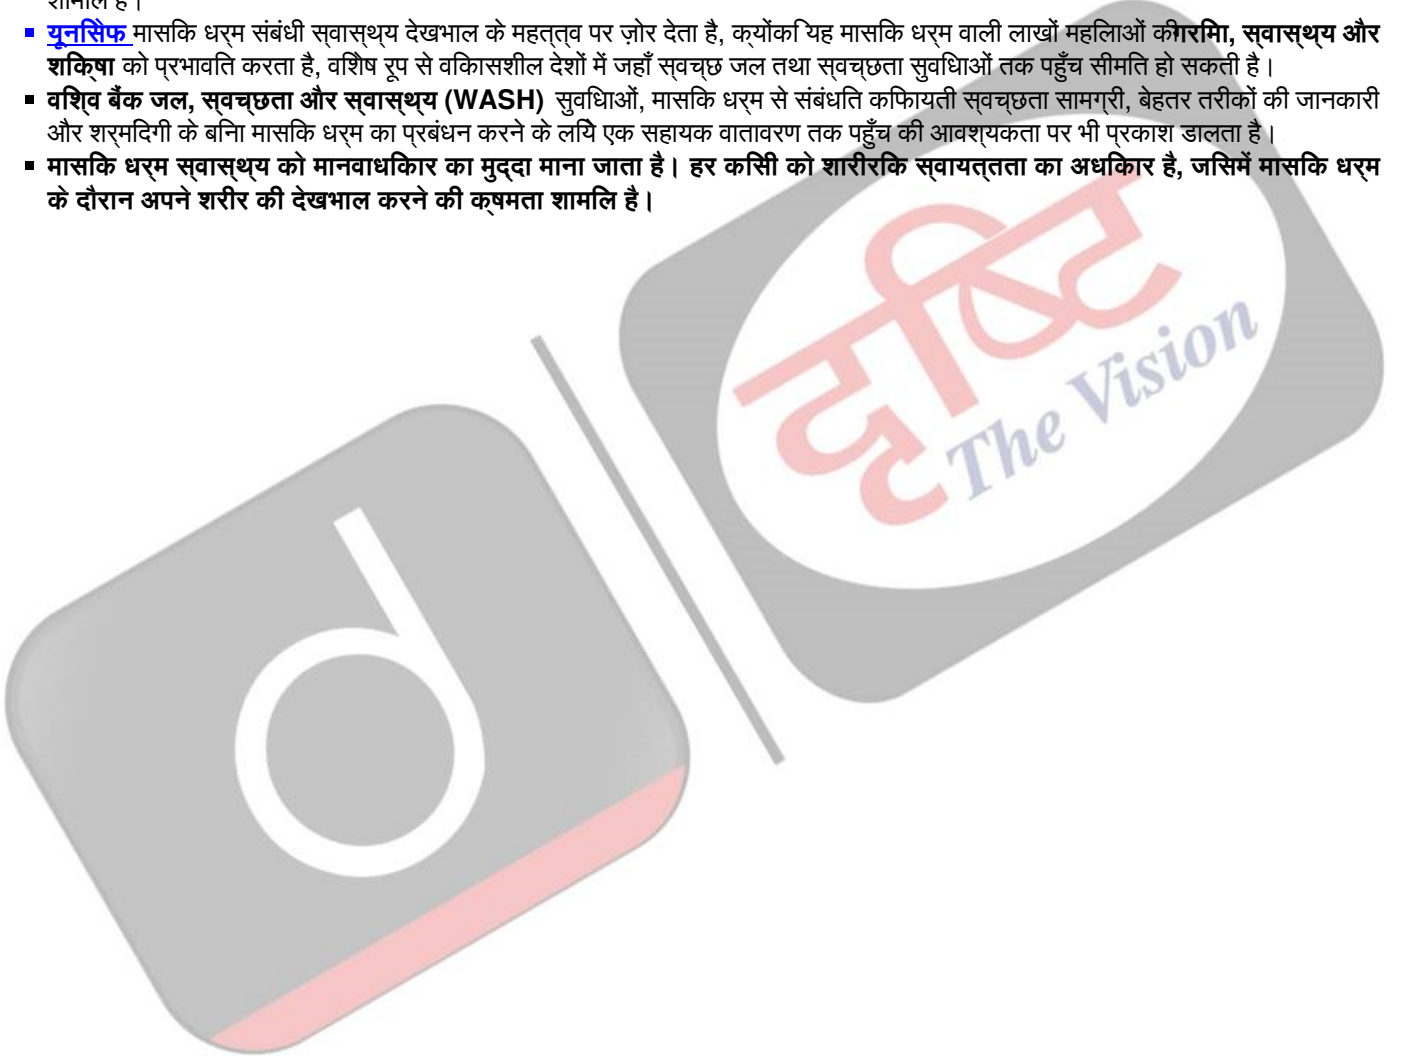 शामिल हैं।
यूनिसेफ मासिक धर्म संबंधी स्वास्थ्य देखभाल के महत्तत्व पर ज़ोर देता है, क्योंकि यह मासिक धर्म वाली लाखों महिलाओं की गरिमा, स्वास्थ्य और
शिक्षा को प्रभावित करता है, विशेष रूप से विकासशील देशों में जहाँ स्वच्छ जल तथा स्वच्छता सुविधाओं तक पहुँच सीमित हो सकती है।
विश्व बैंक जल, स्वच्छता और स्वास्थ्य (WASH) सुविधाओं, मासिक धर्म से संबंधित किफायती स्वच्छता सामग्री, बेहतर तरीकों की जानकारी
और शर्मिंदगी के बिना मासिक धर्म का प्रबंधन करने के लिये एक सहायक वातावरण तक पहुँच की आवश्यकता पर भी प्रकाश डालता है।
मासिक धर्म स्वास्थ्य को मानवाधिकार का मुद्दा माना जाता है। हर किसी को शारीरिक स्वायत्तता का अधिकार है, जिसमें मासिक धर्म
के दौरान अपने शरीर की देखभाल करने की क्षमता शामिल है।
दृष्टि
The Vision
d